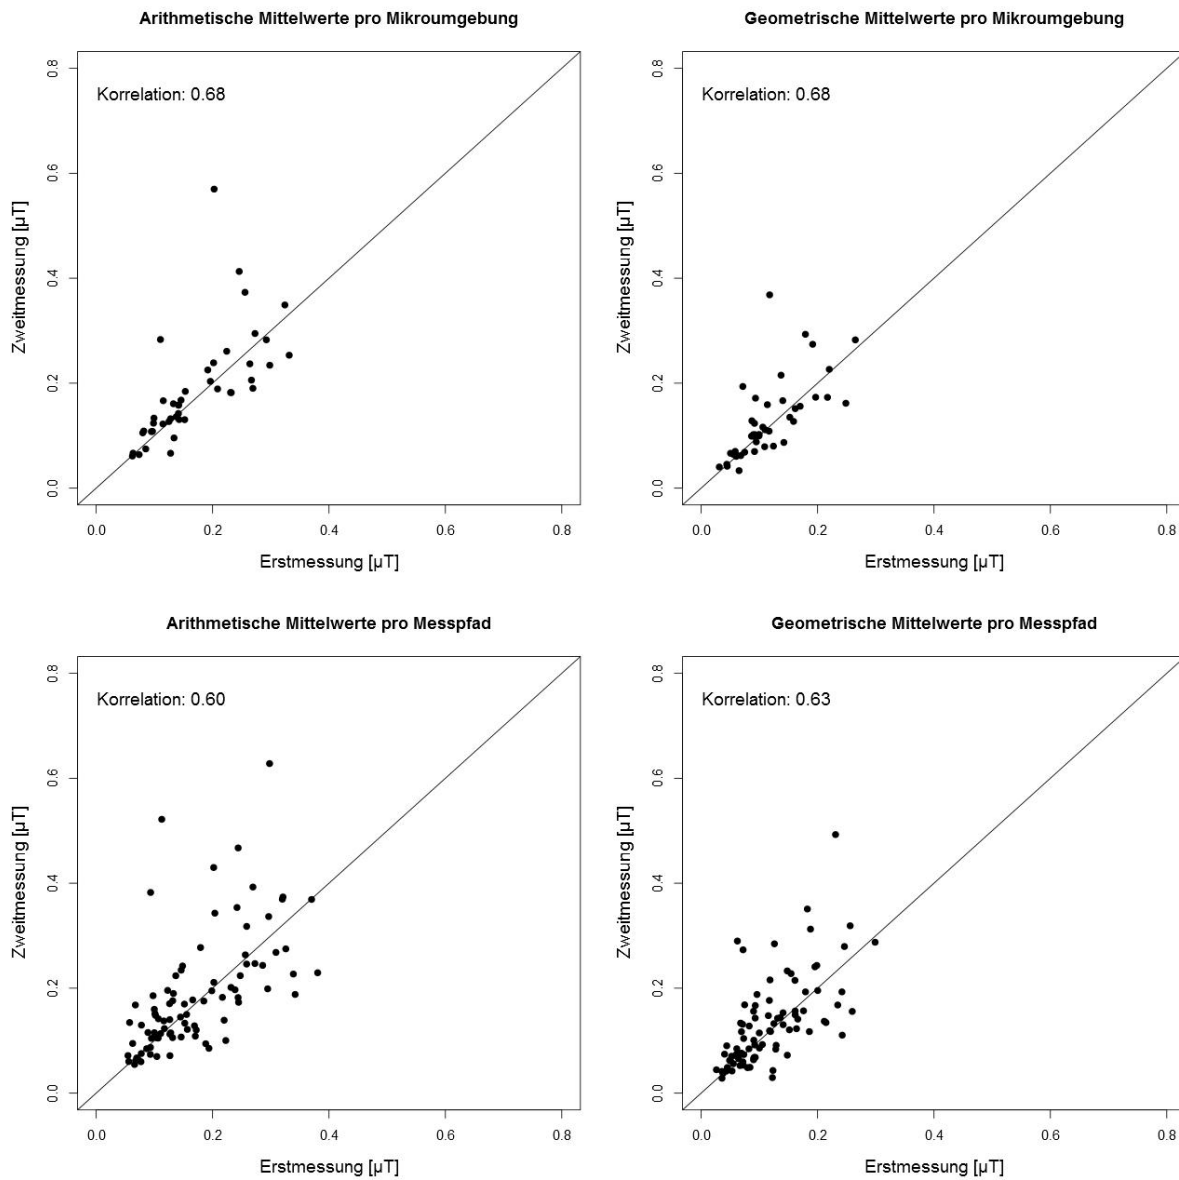 Arithmetische Mittelwerte pro Mikroumgebung
Korrelation: 0.68
Zweitmessung [µT]
0.8
0.6
0.4
0.2
0.0
0.0 0.2 0.4 0.6 0.8
Erstmessung [µT]
Geometrische Mittelwerte pro Mikroumgebung
Korrelation: 0.68
Zweitmessung [µT]
0.8
0.6
0.4
0.2
0.0
0.0 0.2 0.4 0.6 0.8
Erstmessung [µT]
Arithmetische Mittelwerte pro Messpfad
Korrelation: 0.60
Zweitmessung [µT]
0.8
0.6
0.4
0.2
0.0
0.0 0.2 0.4 0.6 0.8
Erstmessung [µT]
Geometrische Mittelwerte pro Messpfad
Korrelation: 0.63
Zweitmessung [µT]
0.8
0.6
0.4
0.2
0.0
0.0 0.2 0.4 0.6 0.8
Erstmessung [µT]